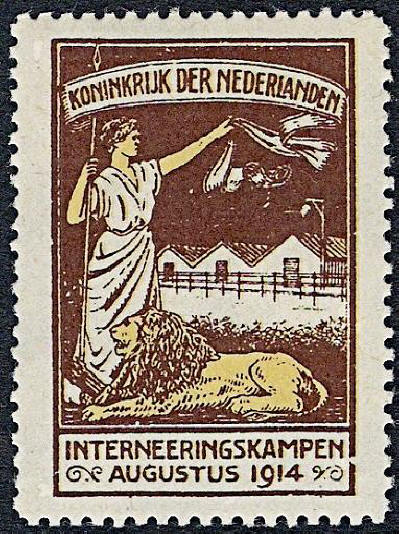 KONINKRIJK DER NEDERLANDEN
INTERNEERINGSKAMPEN
AUGUSTUS 1914